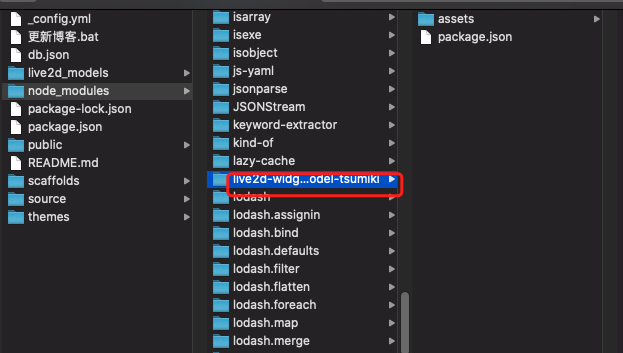 _config.yml
更新博客.bat
db.json
live2d_models
node_modules
package-lock.json
package.json
public
README.md
scaffolds
source
themes
isarray
isexe
isobject
js-yaml
jsonparse
JSONStream
keyword-extractor
kind-of
lazy-cache
live2d-widg...odel-tsumiki
lodash
lodash.assignin
lodash.bind
lodash.defaults
lodash.filter
lodash.flatten
lodash.foreach
lodash.map
lodash.merge
assets
package.json